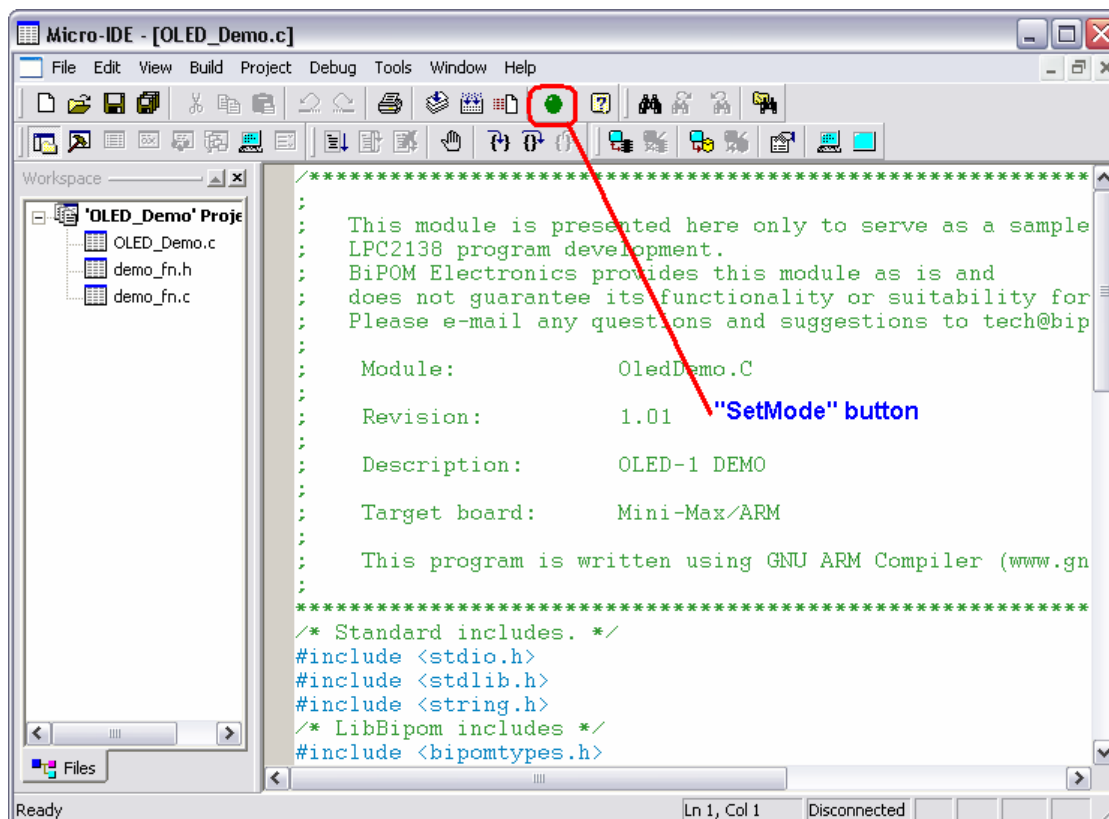 Micro-IDE - [OLED_Demo.c]
File Edit View Build Project Debug Tools Window Help
Workspace
'OLED_Demo' Proje
OLED_Demo.c
demo_fn.h
demo_fn.c
Files
/***********************************************************
;
; This module is presented here only to serve as a sample
; LPC2138 program development.
; BiPOM Electronics provides this module as is and
; does not guarantee its functionality or suitability for
; Please e-mail any questions and suggestions to tech@bip
;
; Module: OledDemo.C
;
; Revision: 1.01
;
; Description: OLED-1 DEMO
;
; Target board: Mini-Max/ARM
;
; This program is written using GNU ARM Compiler (www.gn
;
************************************************************
/* Standard includes. */
#include <stdio.h>
#include <stdlib.h>
#include <string.h>
/* LibBipom includes */
#include <bipomtypes.h>
"SetMode" button
Ready Ln 1, Col 1 Disconnected